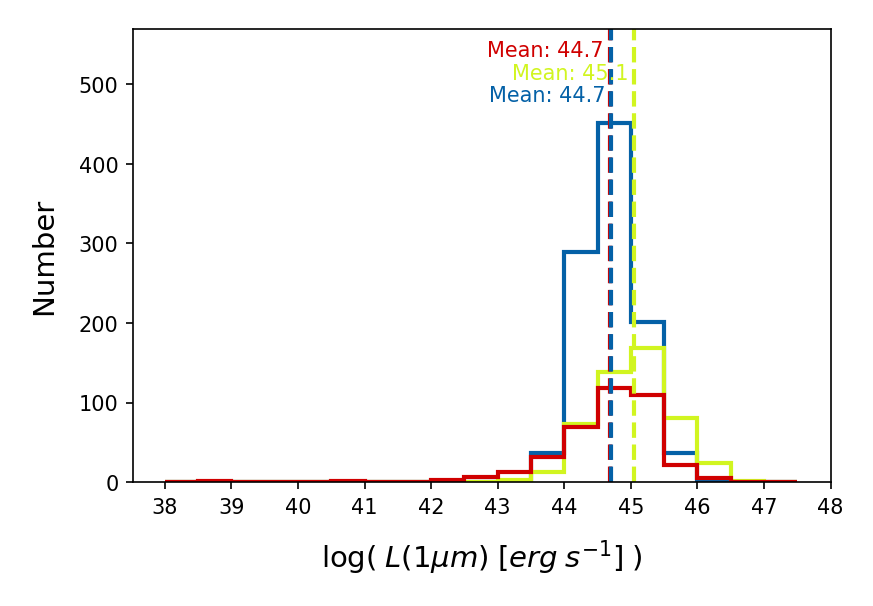 Mean: 44.7
Mean: 45.1
Mean: 44.7
500
400
300
200
100
0
Number
38 39 40 41 42 43 44 45 46 47 48
log( L(1μm) [erg s⁻¹] )